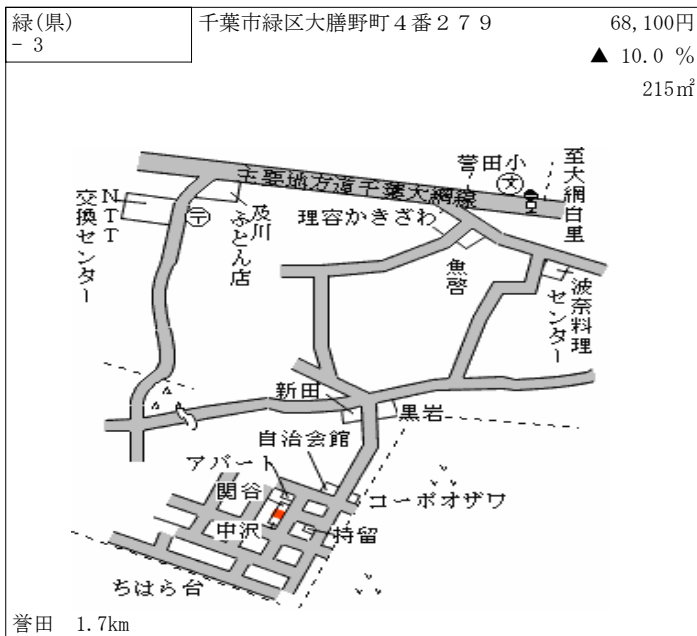 緑(県)
- 3
千葉市緑区大膳野町４番２７９
68,100円
▲ 10.0 %
215㎡
主要地方道千葉大網線
誉田小
文
至大網白里
NTT
交換センター
〒
及川
ふとん店
理容かきざわ
魚啓
波奈料理
センター
新田
黒岩
自治会館
アパート
関谷
コーポオザワ
中沢
持留
ちはら台
誉田 1.7km